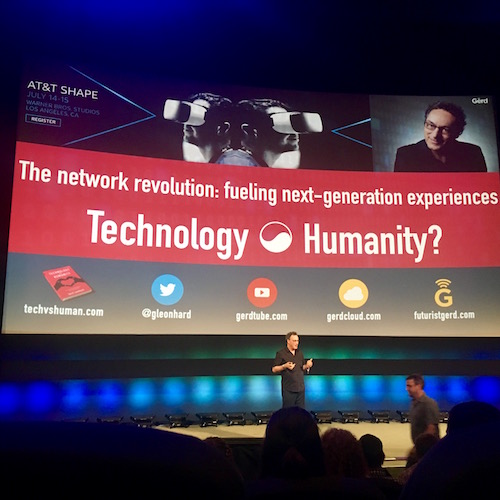 AT&T SHAPE
JULY 14-15
WARNER BROS. STUDIOS
LOS ANGELES, CA
REGISTER
Gerd
The network revolution: fueling next-generation experiences
Technology Humanity?
techvshuman.com
@gleonhard
gerdtube.com
gerdcloud.com
futuristgerd.com